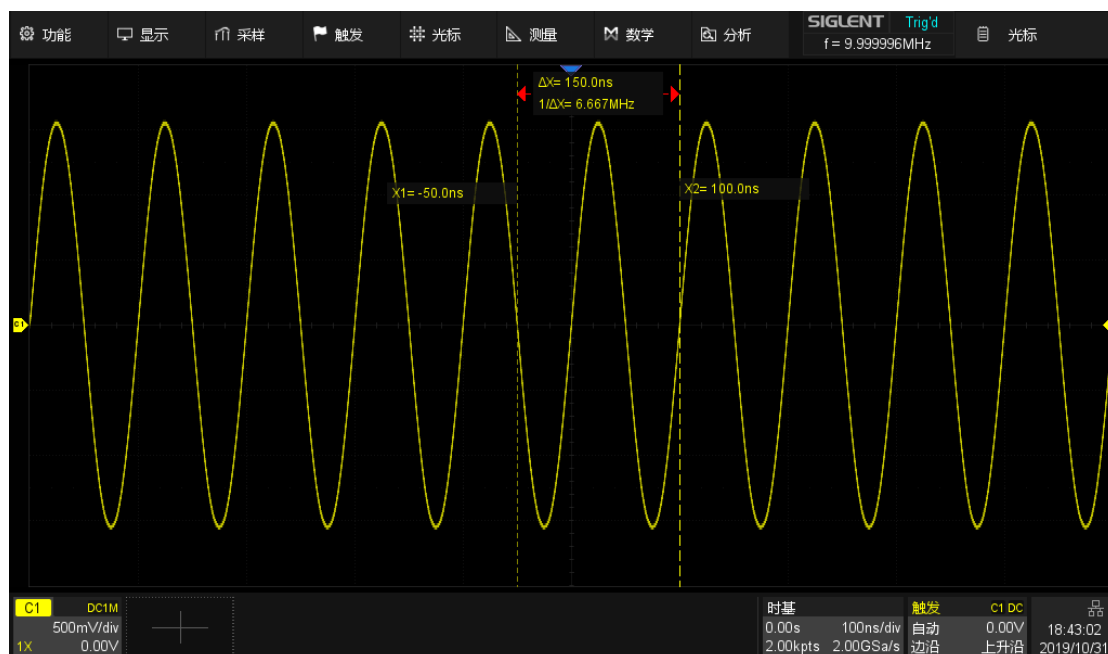 功能 显示 采样 触发 光标 测量 数学 分析 SIGLENT Trig'd 光标
f = 9.999996MHz
ΔX= 150.0ns
1/ΔX= 6.667MHz
X1= -50.0ns X2= 100.0ns
C1
C1 DC1M 时基 触发 C1 DC
500mV/div 0.00s 100ns/div 自动 0.00V 18:43:02
1X 0.00V 2.00kpts 2.00GSa/s 边沿 上升沿 2019/10/31